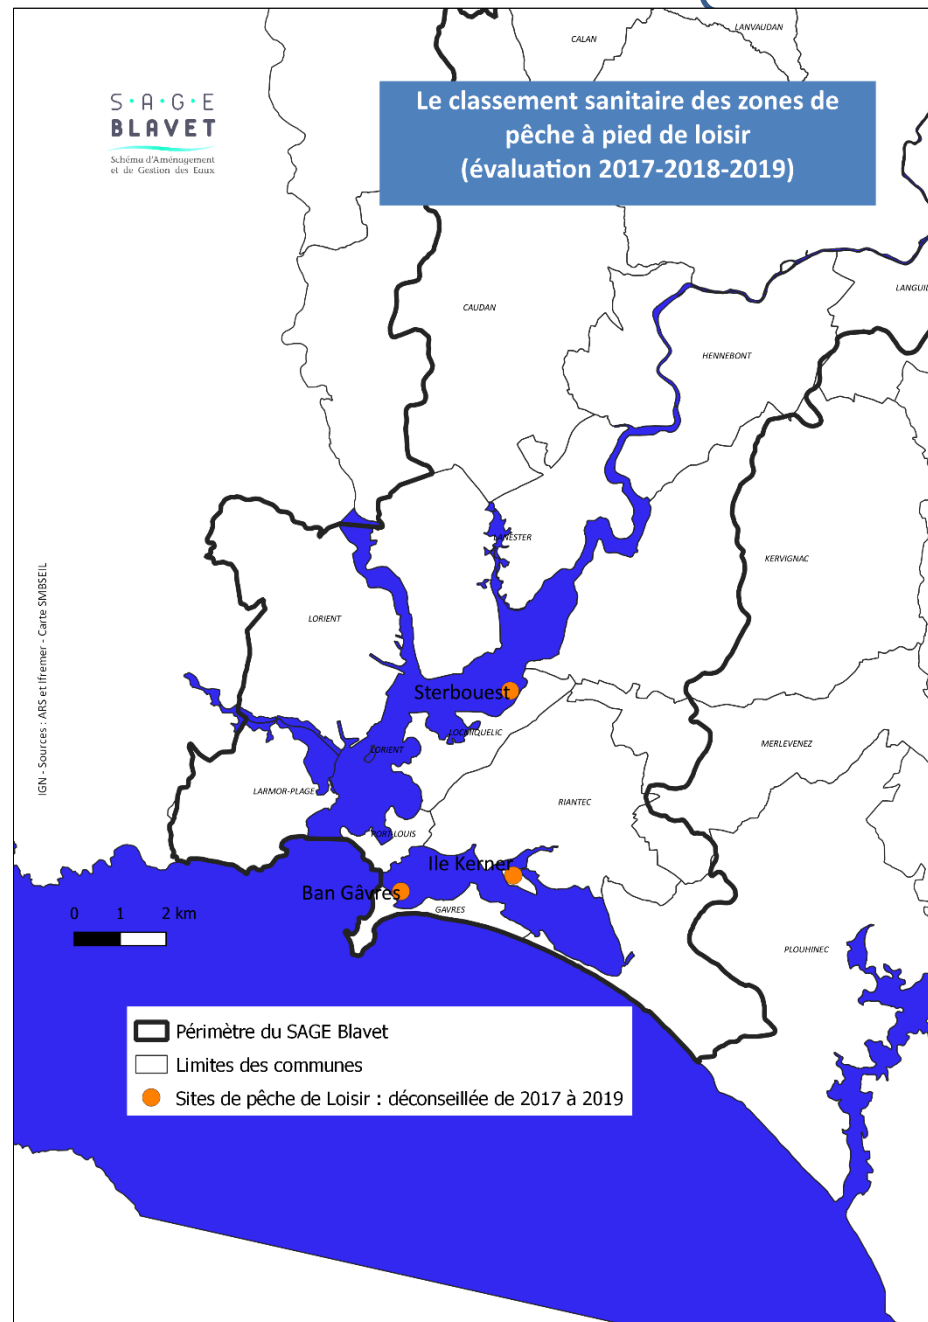 LANVAUDAN
CALAN
S·A·G·E
BLAVET
Schéma d'Aménagement
et de Gestion des Eaux
Le classement sanitaire des zones de
pêche à pied de loisir
(évaluation 2017-2018-2019)
LANGUID
CAUDAN
HENNEBONT
LANESTER
KERVIGNAC
IGN - Sources : ARS et Ifremer - Carte SMBSEIL
LORIENT
Sterbouest
LOCMIQUELIC
LORIENT
MERLEVENEZ
LARMOR-PLAGE
RIANTEC
PORT-LOUIS
Ile Kerner
Ban Gâvres
GAVRES
0 1 2 km
PLOUHINEC
Périmètre du SAGE Blavet
Limites des communes
Sites de pêche de Loisir : déconseillée de 2017 à 2019